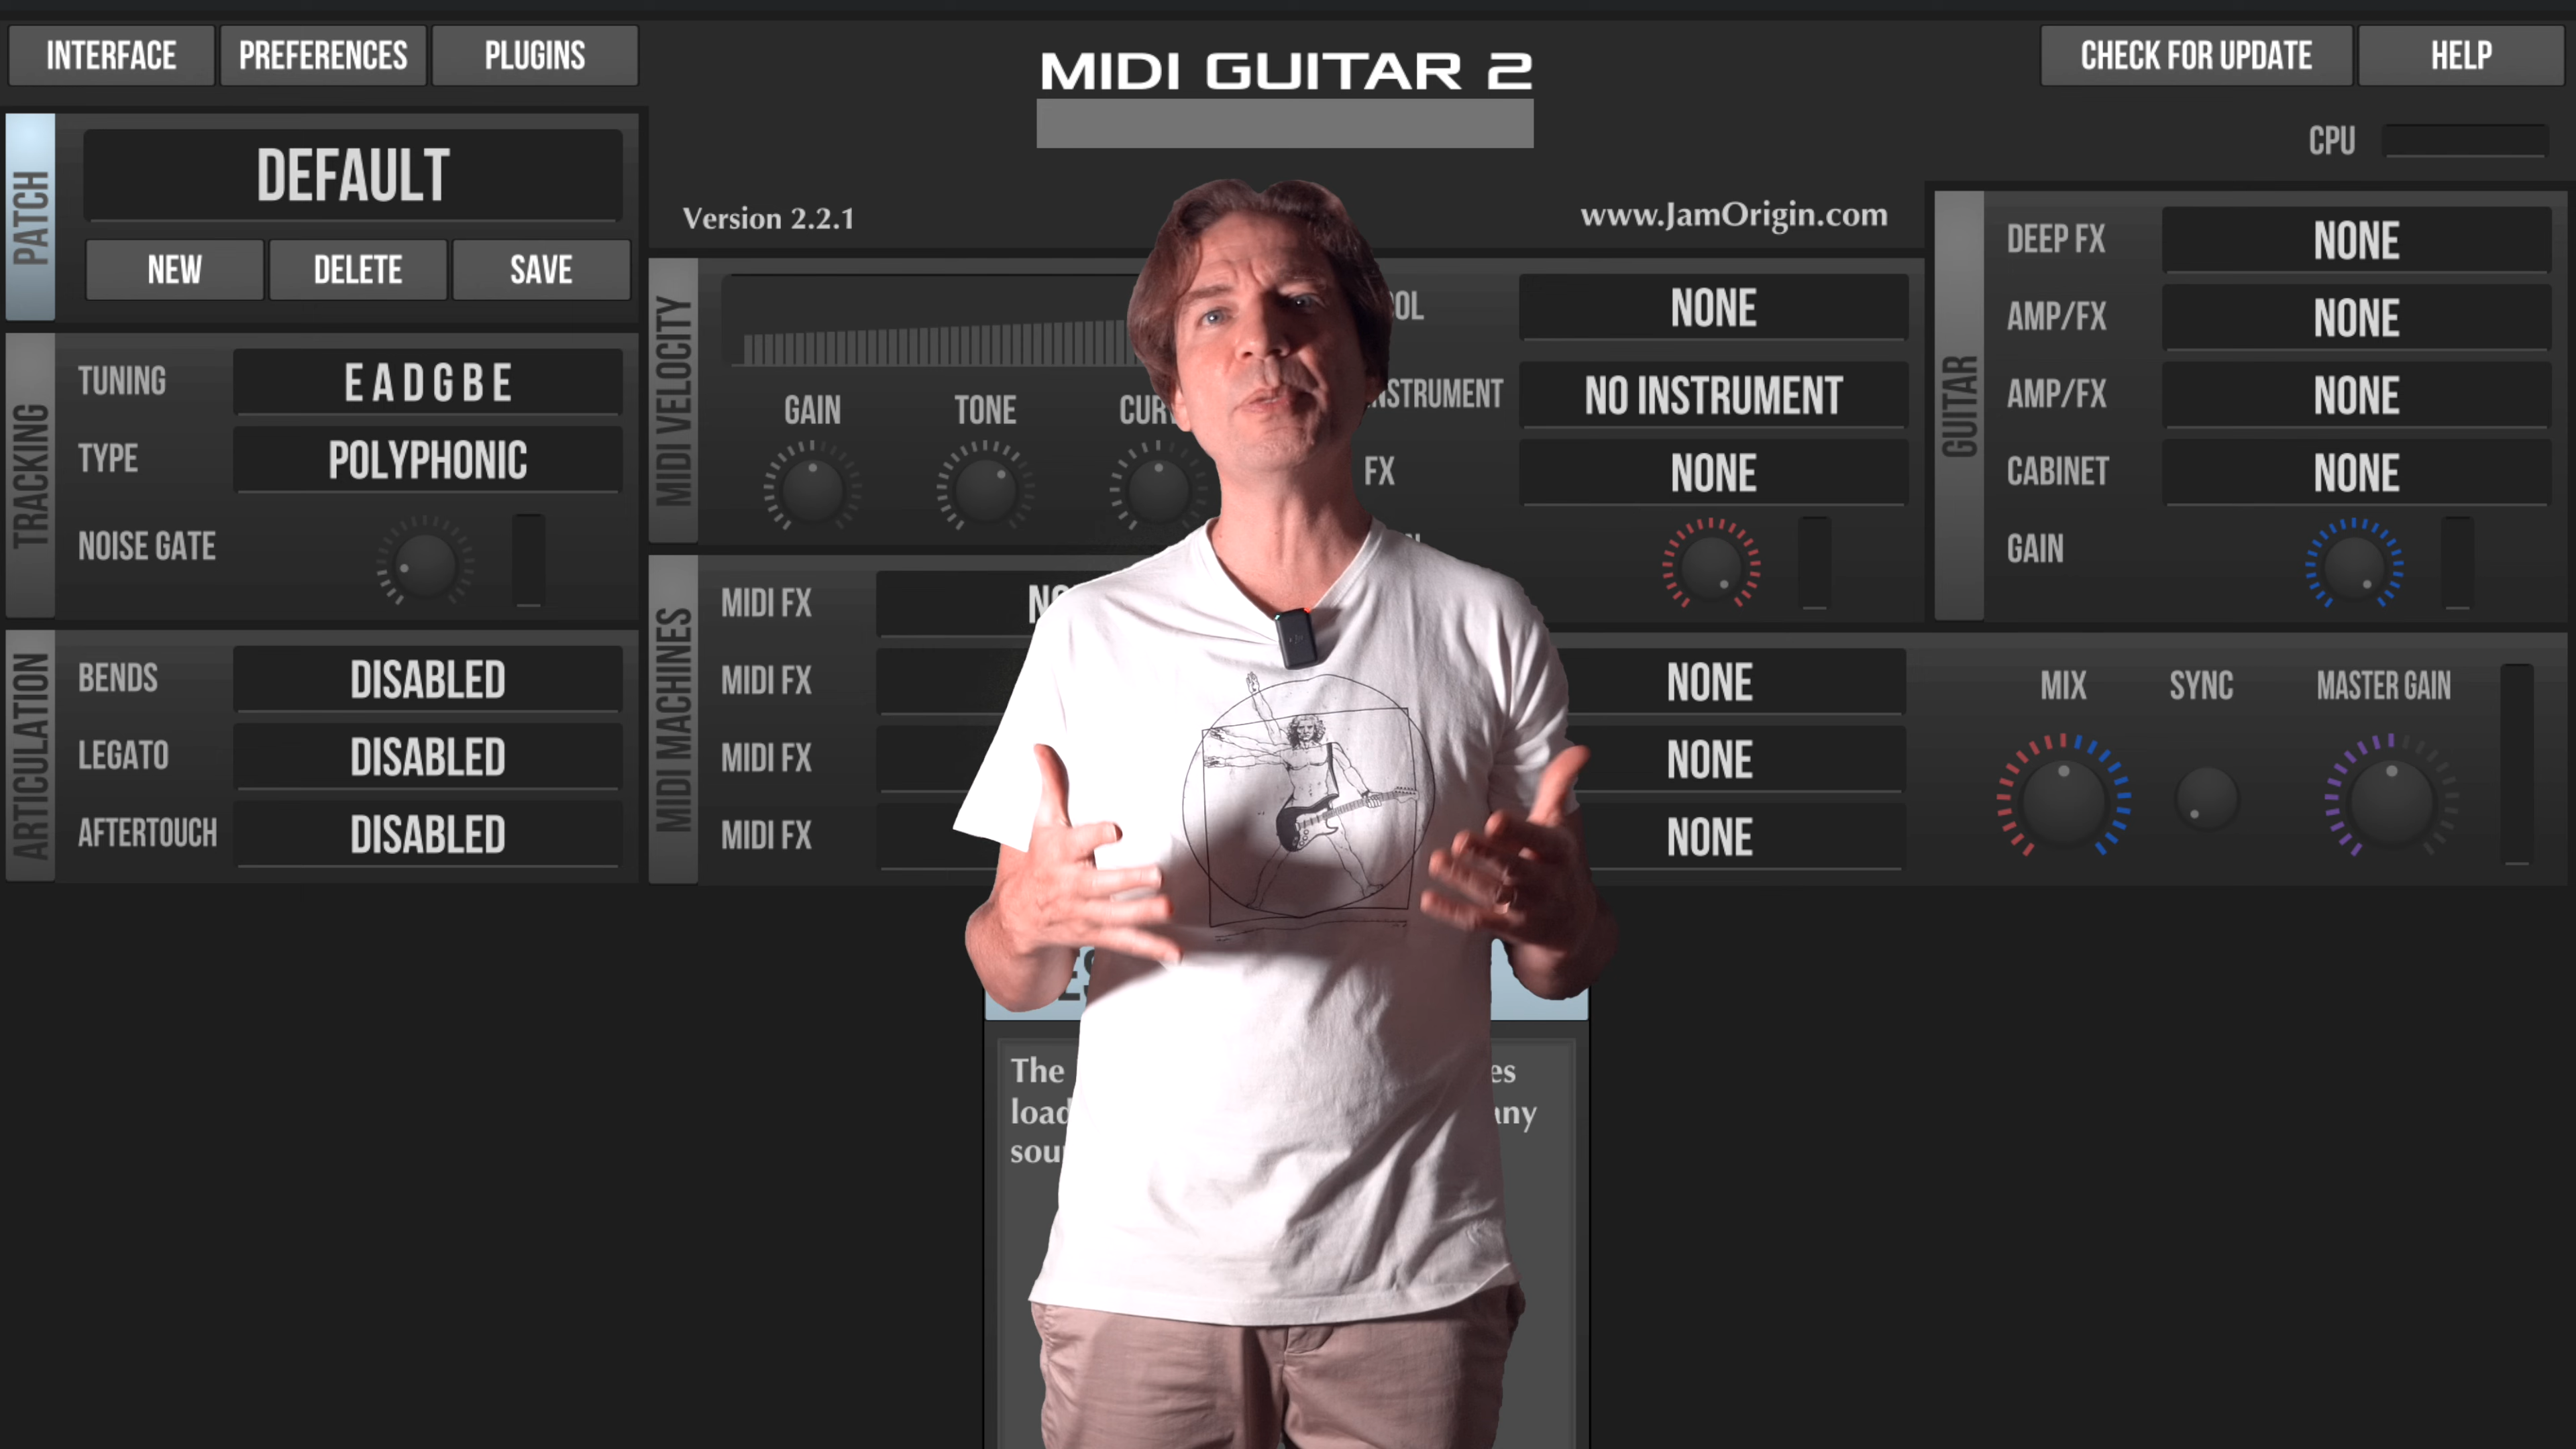 INTERFACE PREFERENCES PLUGINS
MIDI GUITAR 2
CHECK FOR UPDATE HELP
CPU
PATCH
DEFAULT
NEW DELETE SAVE
Version 2.2.1
www.JamOrigin.com
TRACKING
TUNING E A D G B E
TYPE POLYPHONIC
NOISE GATE
ARTICULATION
BENDS DISABLED
LEGATO DISABLED
AFTERTOUCH DISABLED
MIDI VELOCITY
GAIN TONE
MIDI MACHINES
MIDI FX
MIDI FX
MIDI FX
MIDI FX
NONE
NO INSTRUMENT
FX NONE
NONE
NONE
NONE
GUITAR
DEEP FX NONE
AMP/FX NONE
AMP/FX NONE
CABINET NONE
GAIN
MIX SYNC MASTER GAIN
The